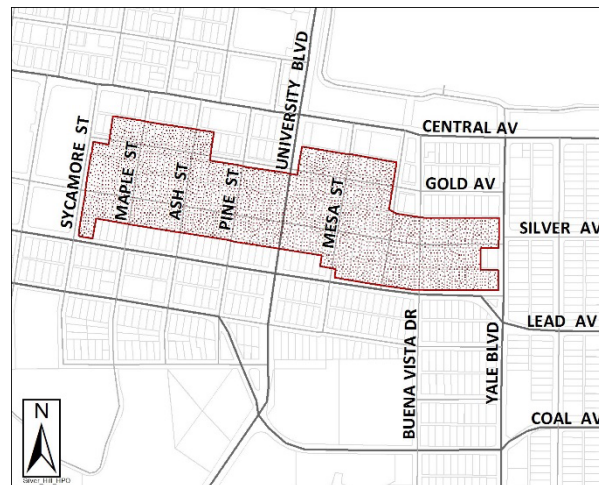 UNIVERSITY BLVD
CENTRAL AV
SYCAMORE ST
MAPLE ST
ASH ST
PINE ST
MESA ST
GOLD AV
SILVER AV
LEAD AV
BUENA VISTA DR
YALE BLVD
COAL AV
N
Silver_Hill_HPO